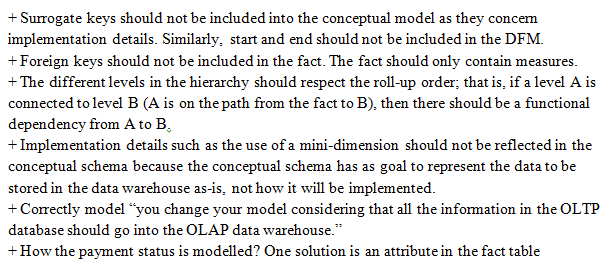 + Surrogate keys should not be included into the conceptual model as they concern
implementation details. Similarly, start and end should not be included in the DFM.
+ Foreign keys should not be included in the fact. The fact should only contain measures.
+ The different levels in the hierarchy should respect the roll-up order; that is, if a level A is
connected to level B (A is on the path from the fact to B), then there should be a functional
dependency from A to B.
+ Implementation details such as the use of a mini-dimension should not be reflected in the
conceptual schema because the conceptual schema has as goal to represent the data to be
stored in the data warehouse as-is, not how it will be implemented.
+ Correctly model “you change your model considering that all the information in the OLTP
database should go into the OLAP data warehouse.”
+ How the payment status is modelled? One solution is an attribute in the fact table